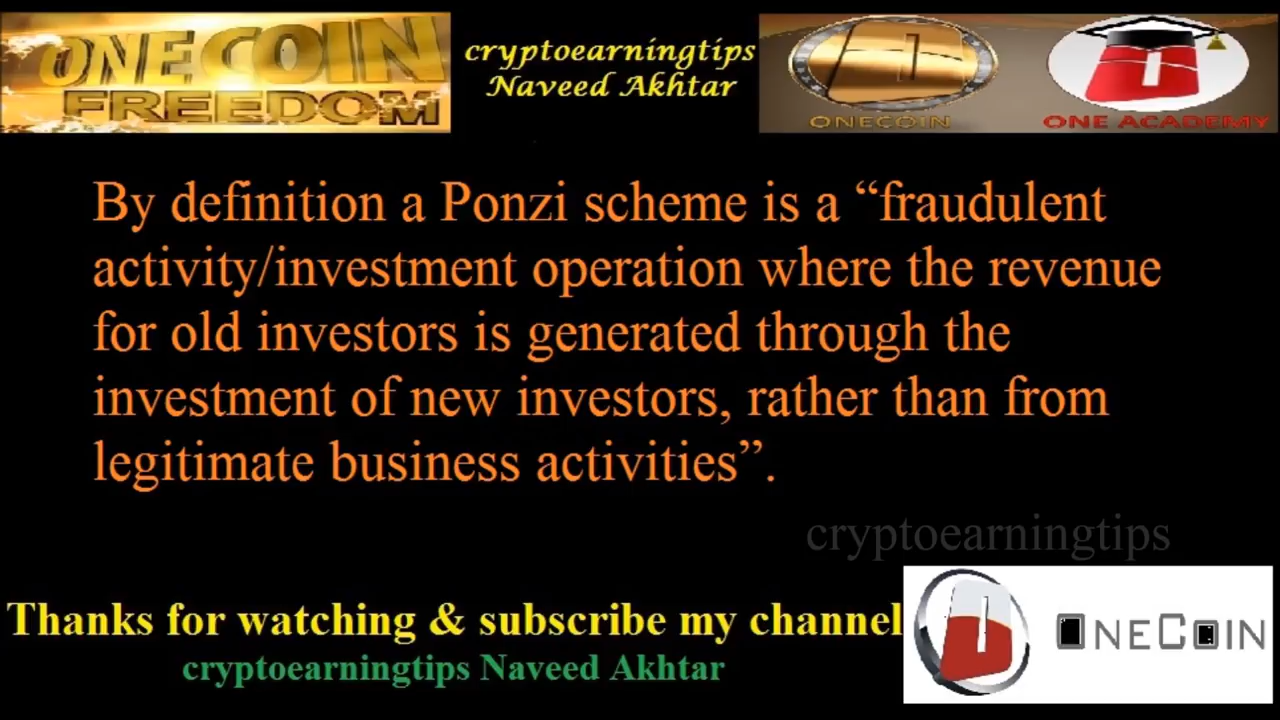 ONE COIN
FREEDOM
cryptoearningtips
Naveed Akhtar
ONECOIN
ONE ACADEMY
By definition a Ponzi scheme is a “fraudulent
activity/investment operation where the revenue
for old investors is generated through the
investment of new investors, rather than from
legitimate business activities”.
cryptoearningtips
Thanks for watching & subscribe my channel
cryptoearningtips Naveed Akhtar
ONECOIN